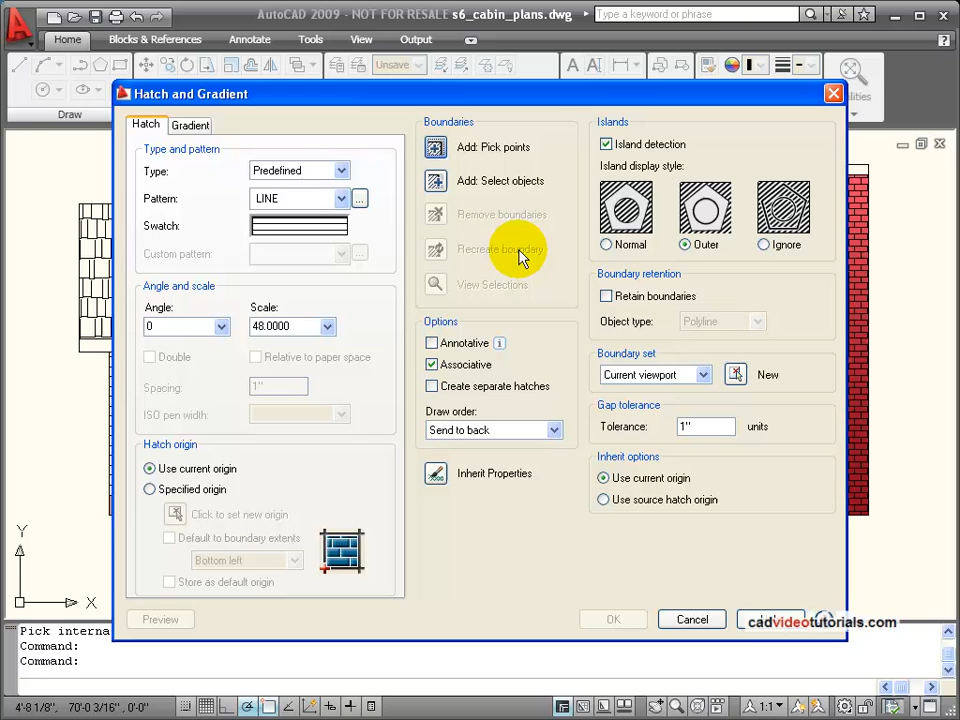 AutoCAD 2009 - NOT FOR RESALE s6_cabin_plans.dwg
Type a keyword or phrase
Home
Blocks & References
Annotate
Tools
View
Output
?
Unsave
Draw
Hatch and Gradient
Hatch
Gradient
Type and pattern
Type:
Predefined
Pattern:
LINE
...
Swatch:
Custom pattern:
...
Angle and scale
Angle:
Scale:
0
48.0000
Double
Relative to paper space
Spacing:
1"
ISO pen width:
Hatch origin
Use current origin
Specified origin
Click to set new origin
Default to boundary extents
Bottom left
Store as default origin
Preview
Boundaries
Add: Pick points
Add: Select objects
Remove boundaries
Recreate boundary
View Selections
Options
Annotative
i
Associative
Create separate hatches
Draw order:
Send to back
Inherit Properties
Islands
Island detection
Island display style:
Normal
Outer
Ignore
Boundary retention
Retain boundaries
Object type:
Polyline
Boundary set
Current viewport
New
Gap tolerance
Tolerance:
1"
units
Inherit options
Use current origin
Use source hatch origin
OK
Cancel
cadvideotutorials.com
Y
X
Pick interna
Command:
Command:
4'-8 1/8", 70'-0 3/16" , 0'-0"
1:1